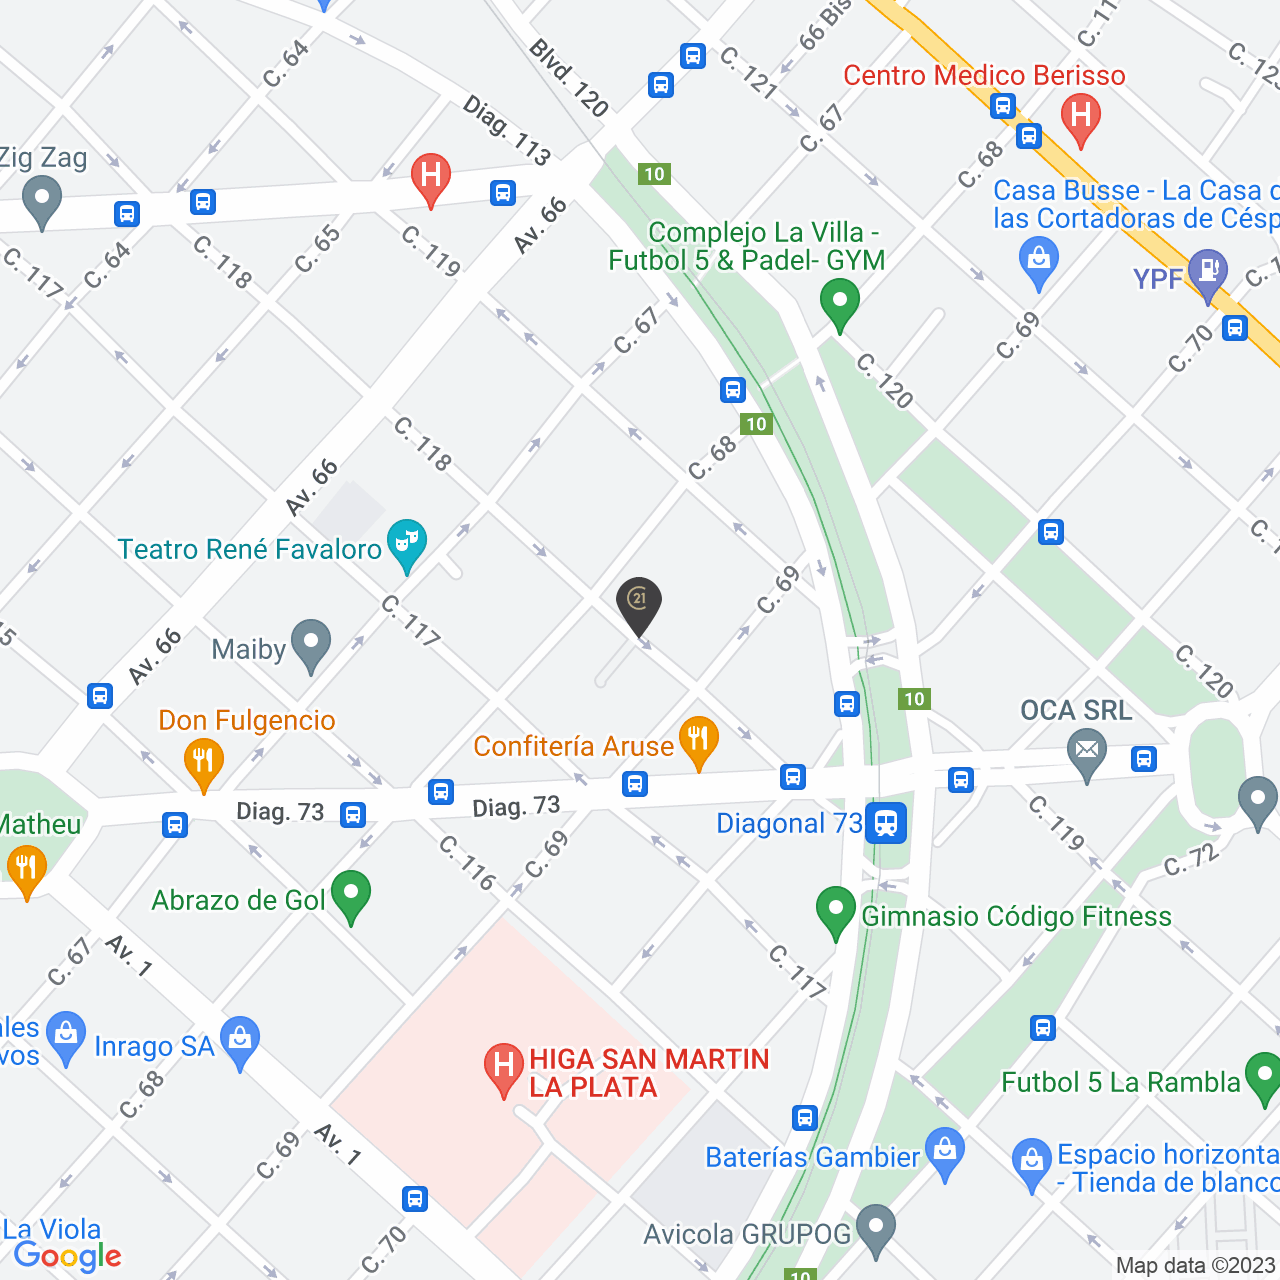 C. 64
Blvd. 120
66 Bis
C. 11
C. 121
C. 123
Centro Medico Berisso
H
Diag. 113
C. 67
C. 68
Zig Zag
H
10
Casa Busse - La Casa d
las Cortadoras de Césp
Av. 66
C. 64
C. 65
C. 117
C. 118
C. 119
Complejo La Villa -
Futbol 5 & Padel- GYM
YPF
C. 1
C. 67
C. 69
C. 70
C. 120
10
C. 118
C. 68
Av. 66
Teatro René Favaloro
C. 1
21
C. 69
C. 117
15
Av. 66
Maiby
C. 120
10
Don Fulgencio
OCA SRL
Confitería Aruse
Diag. 73
Diag. 73
Matheu
Diagonal 73
C. 119
C. 116
C. 69
C. 72
Abrazo de Gol
Gimnasio Código Fitness
C. 67
Av. 1
C. 117
ales
vos
Inrago SA
H
HIGA SAN MARTIN
LA PLATA
C. 68
Futbol 5 La Rambla
C. 69
Av. 1
Baterías Gambier
Espacio horizonta
- Tienda de blanco
La Viola
C. 70
Avicola GRUPOG
Google
10
Map data ©2023